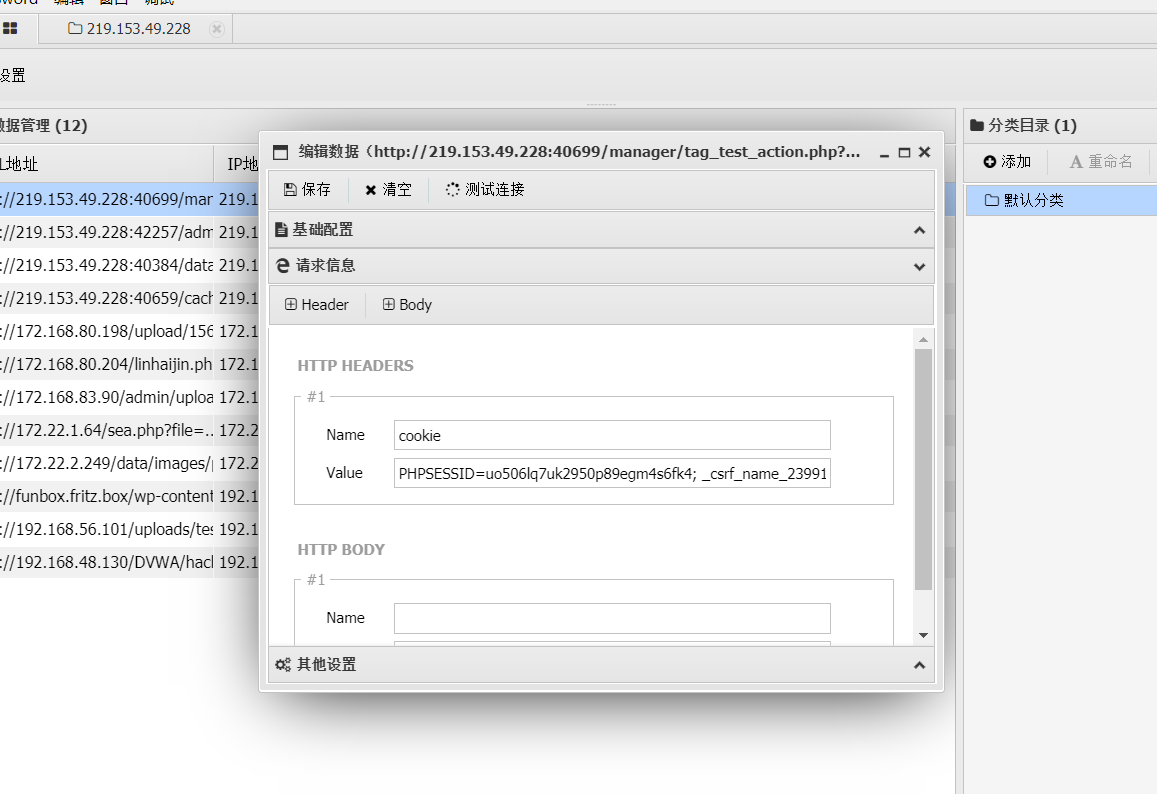 编辑 窗口 调试
219.153.49.228
设置
据管理 (12)
L地址 IP地
://219.153.49.228:40699/mar 219.1
://219.153.49.228:42257/adm 219.1
://219.153.49.228:40384/data 219.1
://219.153.49.228:40659/cach 219.1
://172.168.80.198/upload/156 172.1
://172.168.80.204/linhaijin.ph 172.1
://172.168.83.90/admin/uploa 172.1
://172.22.1.64/sea.php?file=.. 172.2
://172.22.2.249/data/images/ 172.2
://funbox.fritz.box/wp-content 192.1
://192.168.56.101/uploads/tes 192.1
://192.168.48.130/DVWA/hacl 192.1
编辑数据（http://219.153.49.228:40699/manager/tag_test_action.php?...
保存 清空 测试连接
基础配置
请求信息
Header Body
HTTP HEADERS
#1
Name cookie
Value PHPSESSID=uo506lq7uk2950p89egm4s6fk4; _csrf_name_23991
HTTP BODY
#1
Name
其他设置
分类目录 (1)
添加 重命名
默认分类